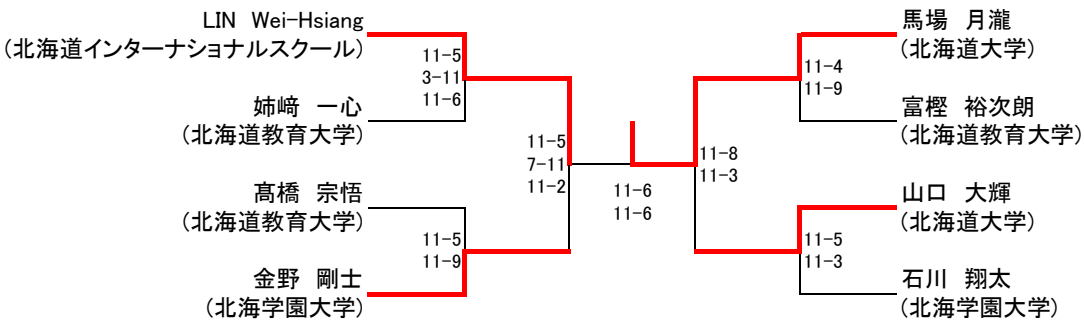 LIN Wei-Hsiang
(北海道インターナショナルスクール)
11-5
3-11
11-6
姉﨑 一心
(北海道教育大学)
11-5
7-11
11-2
髙橋 宗悟
(北海道教育大学)
11-5
11-9
金野 剛士
(北海学園大学)
11-6
11-6
馬場 月瀧
(北海道大学)
11-4
11-9
富樫 裕次朗
(北海道教育大学)
11-8
11-3
山口 大輝
(北海道大学)
11-5
11-3
石川 翔太
(北海学園大学)